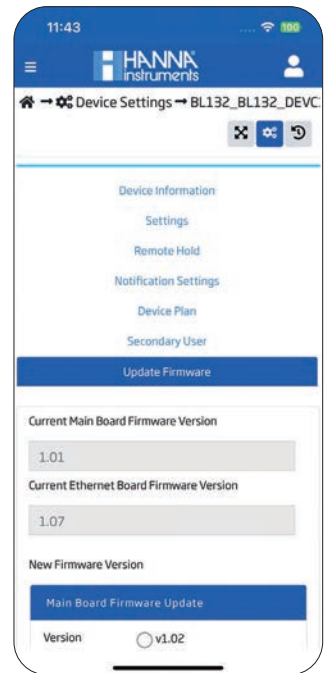 11:43
100
HANNA
instruments
Device Settings → BL132_BL132_DEVC
Device Information
Settings
Remote Hold
Notification Settings
Device Plan
Secondary User
Update Firmware
Current Main Board Firmware Version
1.01
Current Ethernet Board Firmware Version
1.07
New Firmware Version
Main Board Firmware Update
Version v1.02